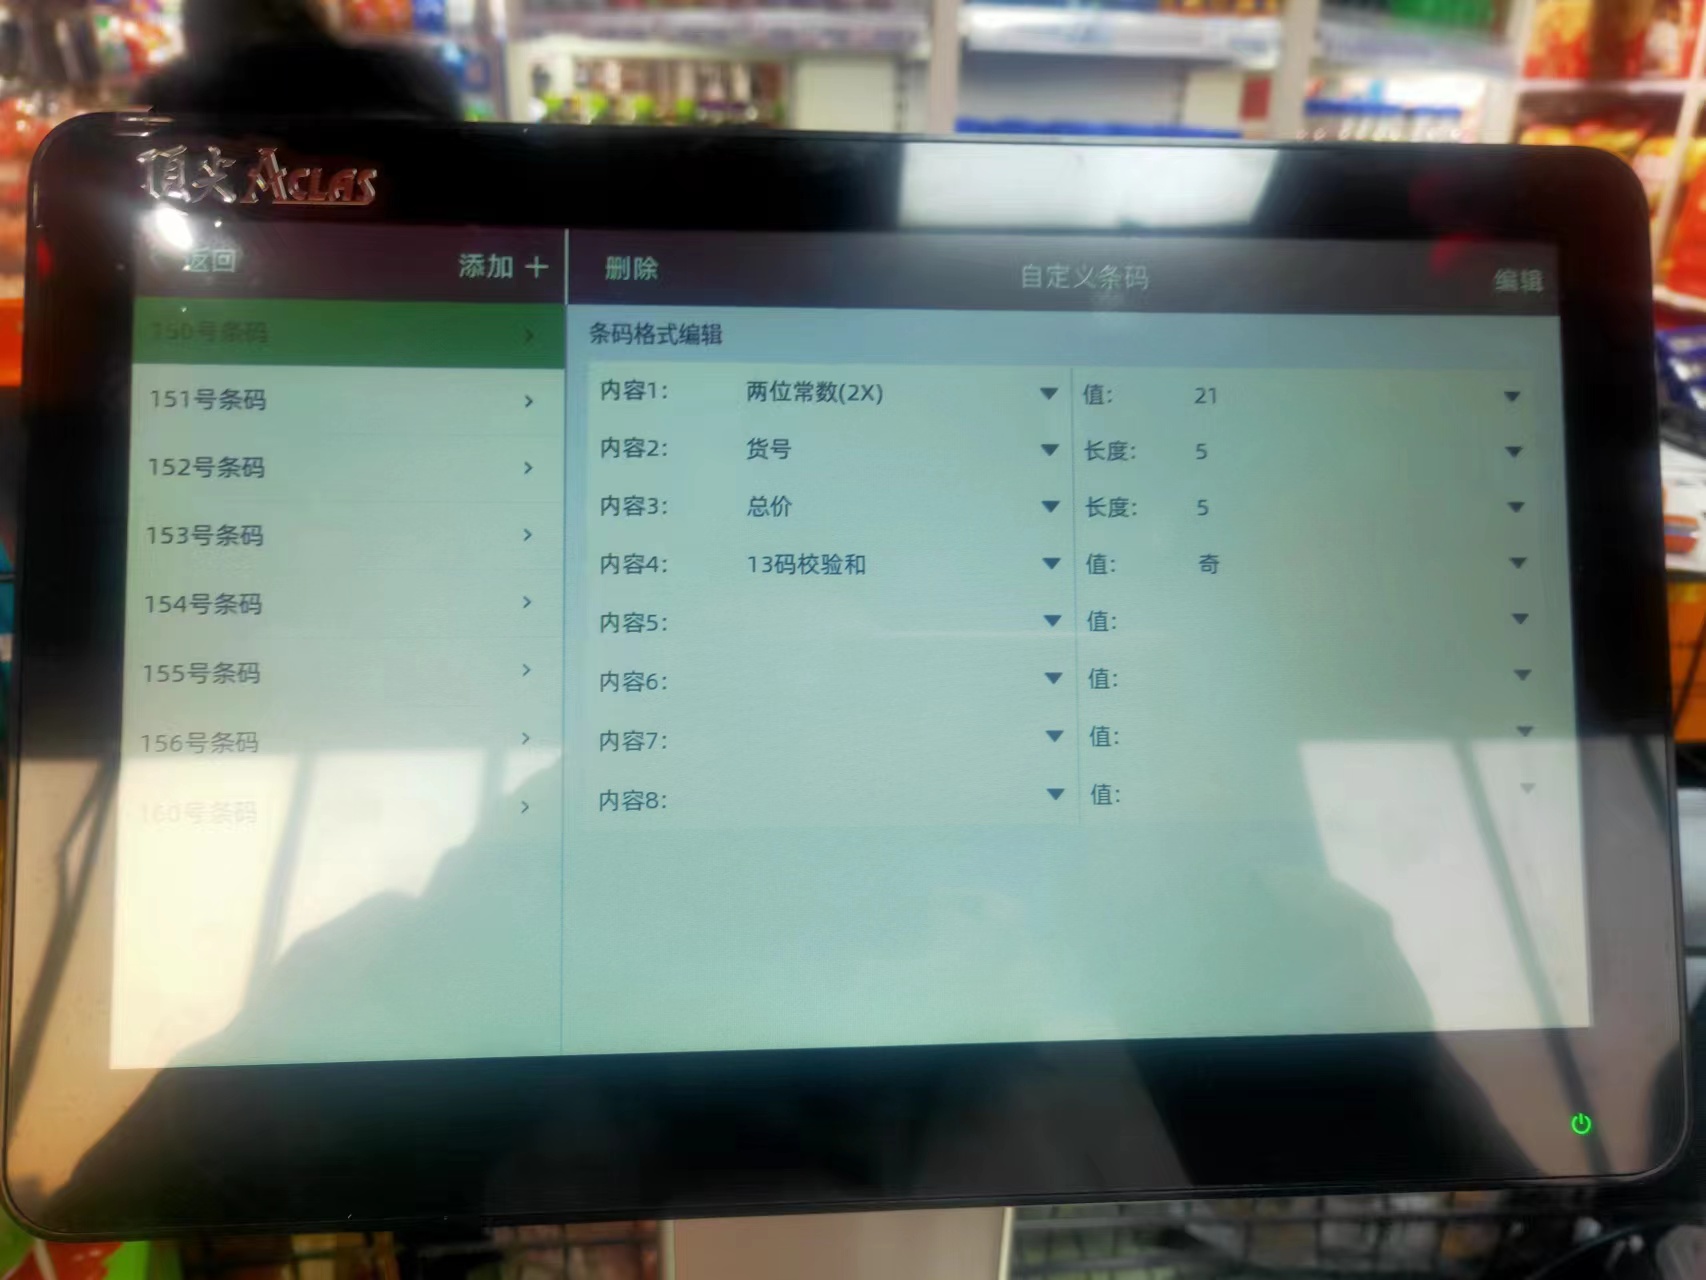 頂尖 ACLAS
返回 添加 + 删除 自定义条码 编辑
150号条码
151号条码
152号条码
153号条码
154号条码
155号条码
156号条码
160号条码
条码格式编辑
内容1: 两位常数(2X) 值: 21
内容2: 货号 长度: 5
内容3: 总价 长度: 5
内容4: 13码校验和 值: 奇
内容5: 值:
内容6: 值:
内容7: 值:
内容8: 值: